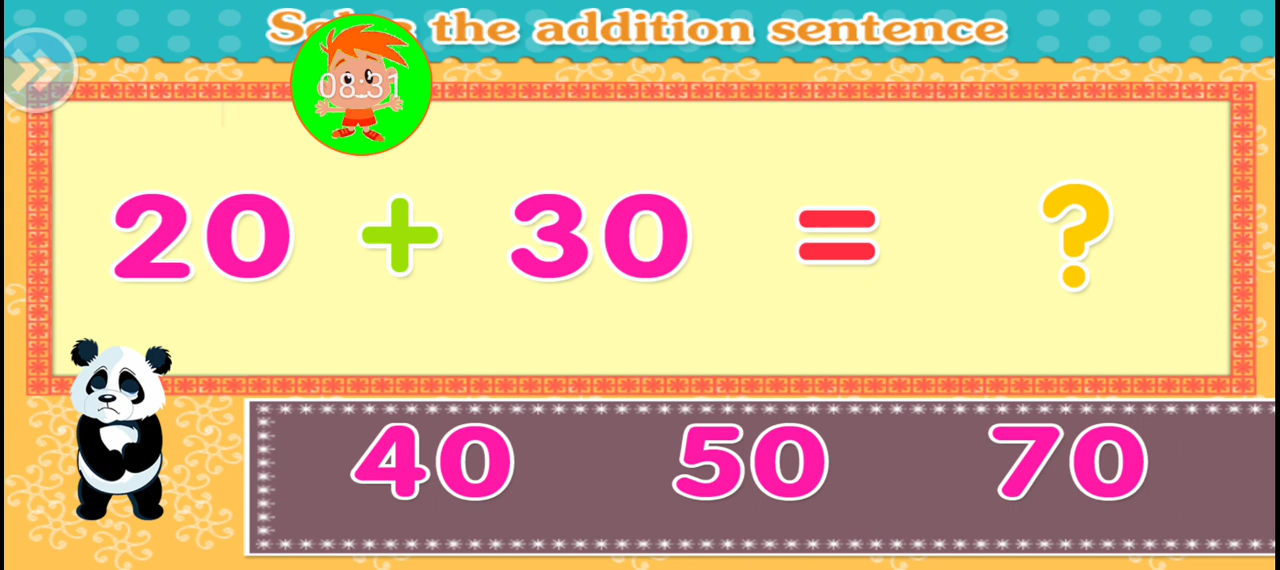 the addition sentence
08:31
20 + 30 = ?
40 50 70